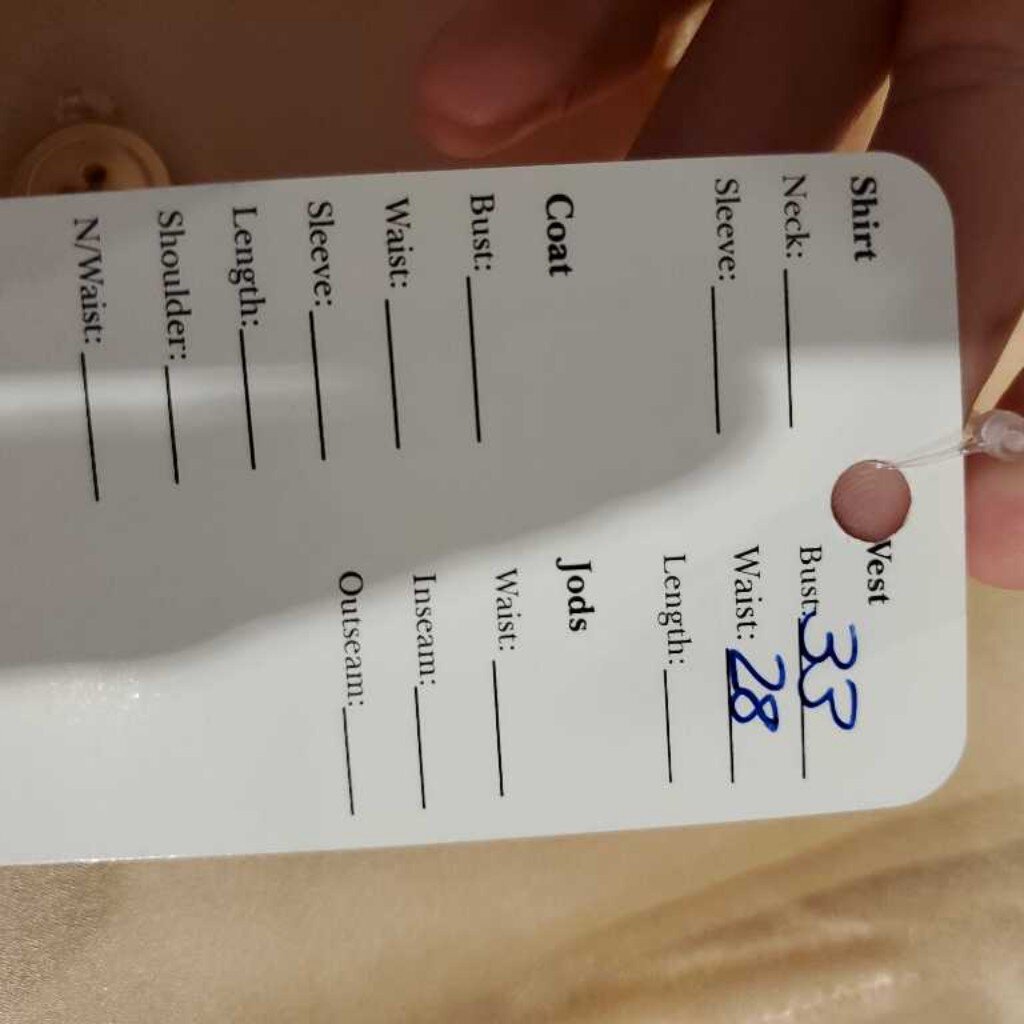 Shirt
Neck:
Sleeve:
Vest
Bust:
Waist: 28
Length:
Coat
Bust:
Waist:
Sleeve:
Length:
Shoulder:
N/Waist:
Jods
Waist:
Inseam:
Outseam: